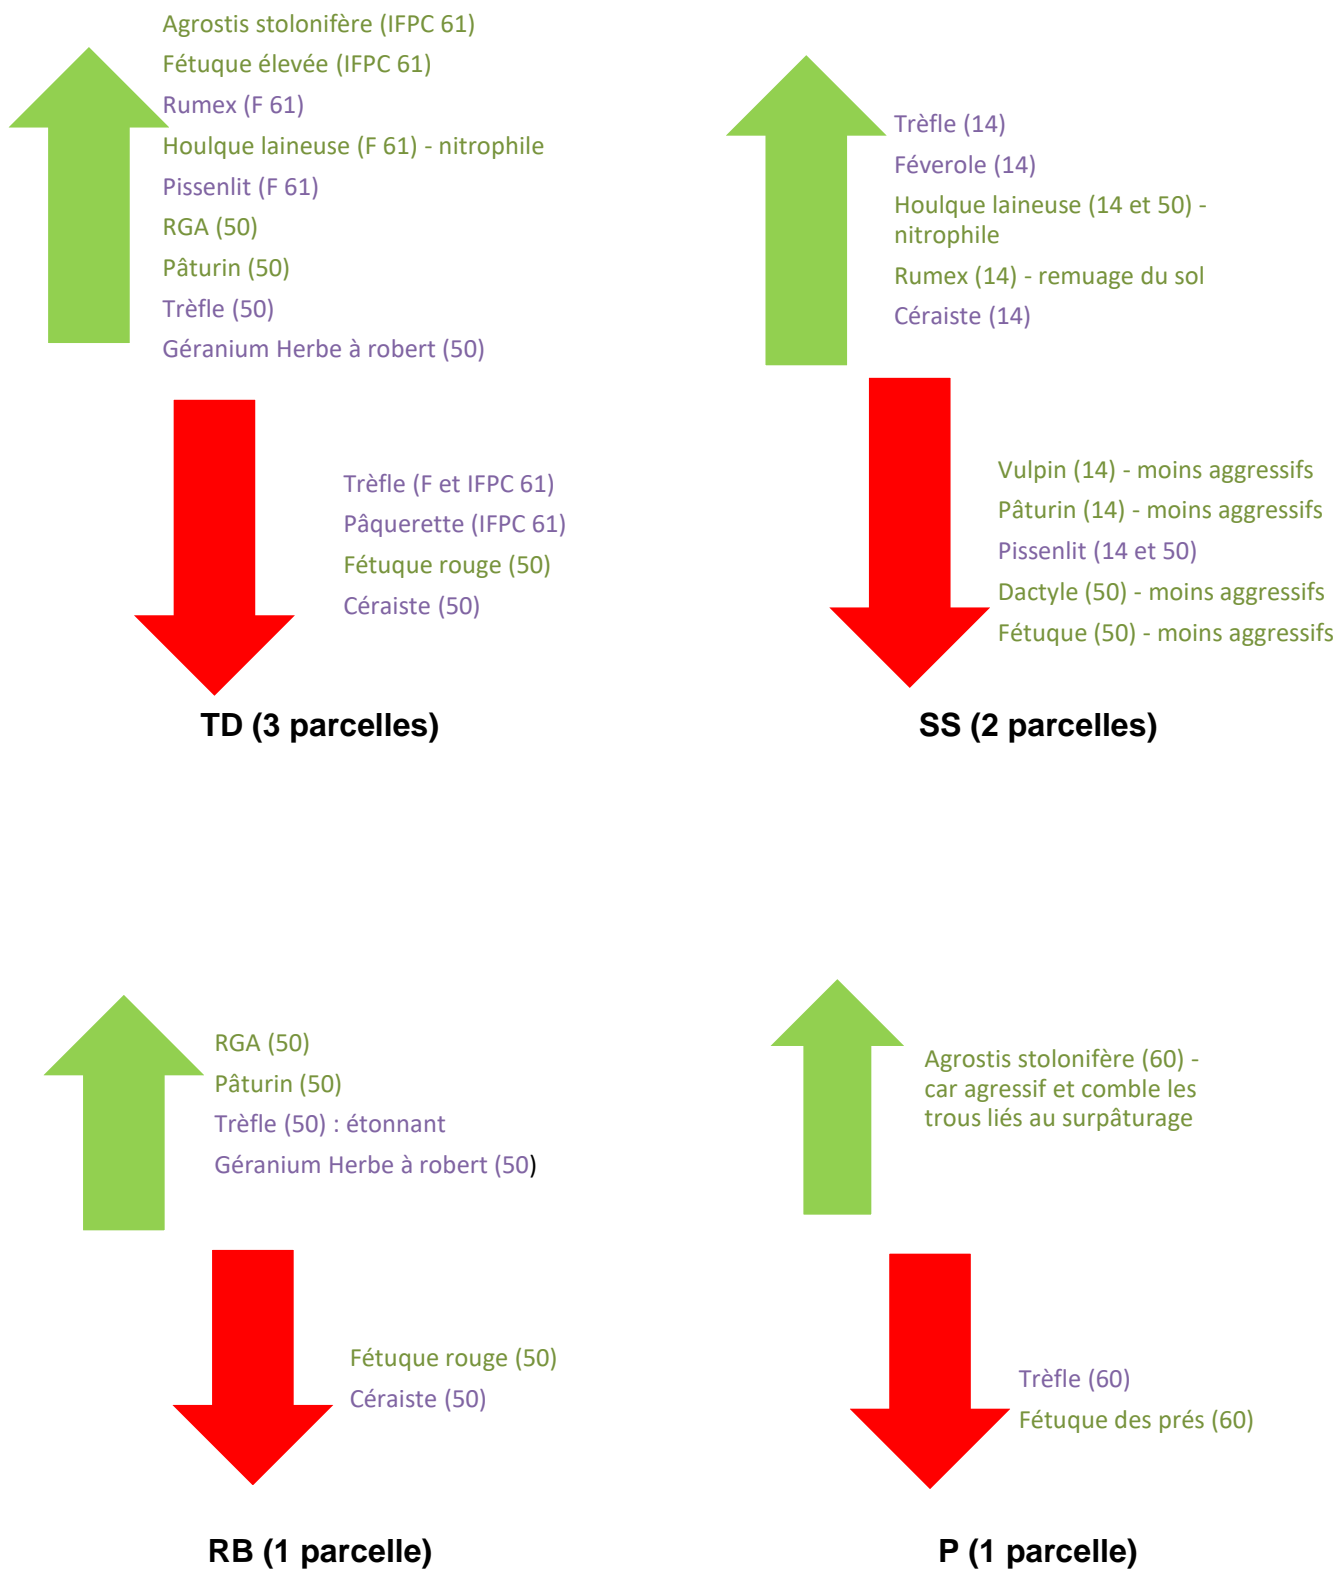 Agrostis stolonifère (IFPC 61)
Fétuque élevée (IFPC 61)
Rumex (F 61)
Houlque laineuse (F 61) - nitrophile
Pissenlit (F 61)
RGA (50)
Pâturin (50)
Trèfle (50)
Géranium Herbe à robert (50)
Trèfle (F et IFPC 61)
Pâquerette (IFPC 61)
Fétuque rouge (50)
Céraiste (50)
TD (3 parcelles)
Trèfle (14)
Féverole (14)
Houlque laineuse (14 et 50) -
nitrophile
Rumex (14) - remuage du sol
Céraiste (14)
Vulpin (14) - moins aggressifs
Pâturin (14) - moins aggressifs
Pissenlit (14 et 50)
Dactyle (50) - moins aggressifs
Fétuque (50) - moins aggressifs
SS (2 parcelles)
RGA (50)
Pâturin (50)
Trèfle (50) : étonnant
Géranium Herbe à robert (50)
Fétuque rouge (50)
Céraiste (50)
RB (1 parcelle)
Agrostis stolonifère (60) -
car agressif et comble les
trous liés au surpâturage
Trèfle (60)
Fétuque des prés (60)
P (1 parcelle)